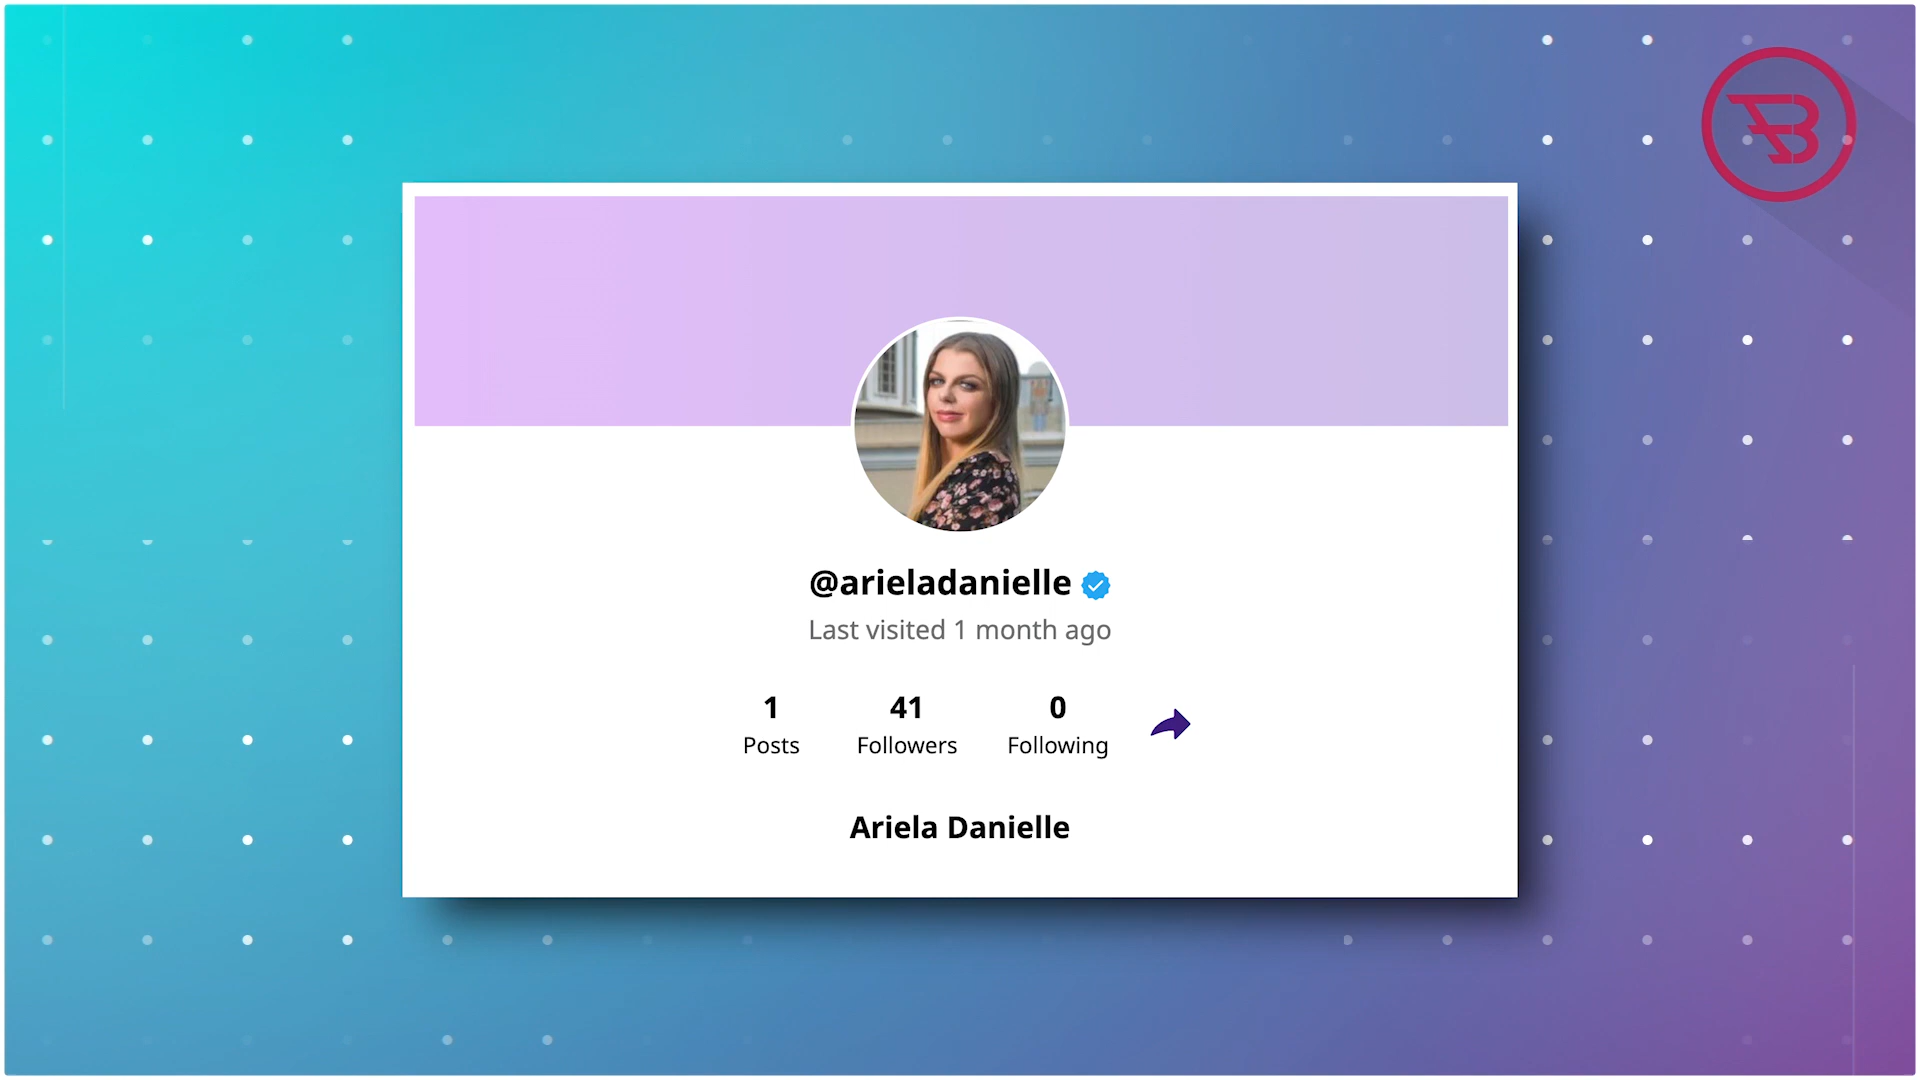 @arieladanielle
Last visited 1 month ago
1 41 0
Posts Followers Following
Ariela Danielle